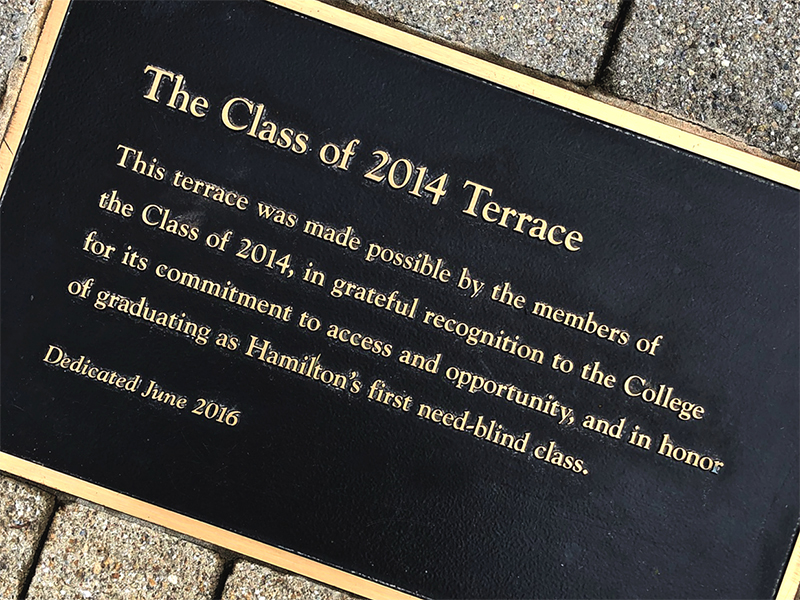 The Class of 2014 Terrace
This terrace was made possible by the members of
the Class of 2014, in grateful recognition to the College
for its commitment to access and opportunity, and in honor
of graduating as Hamilton's first need-blind class.
Dedicated June 2016